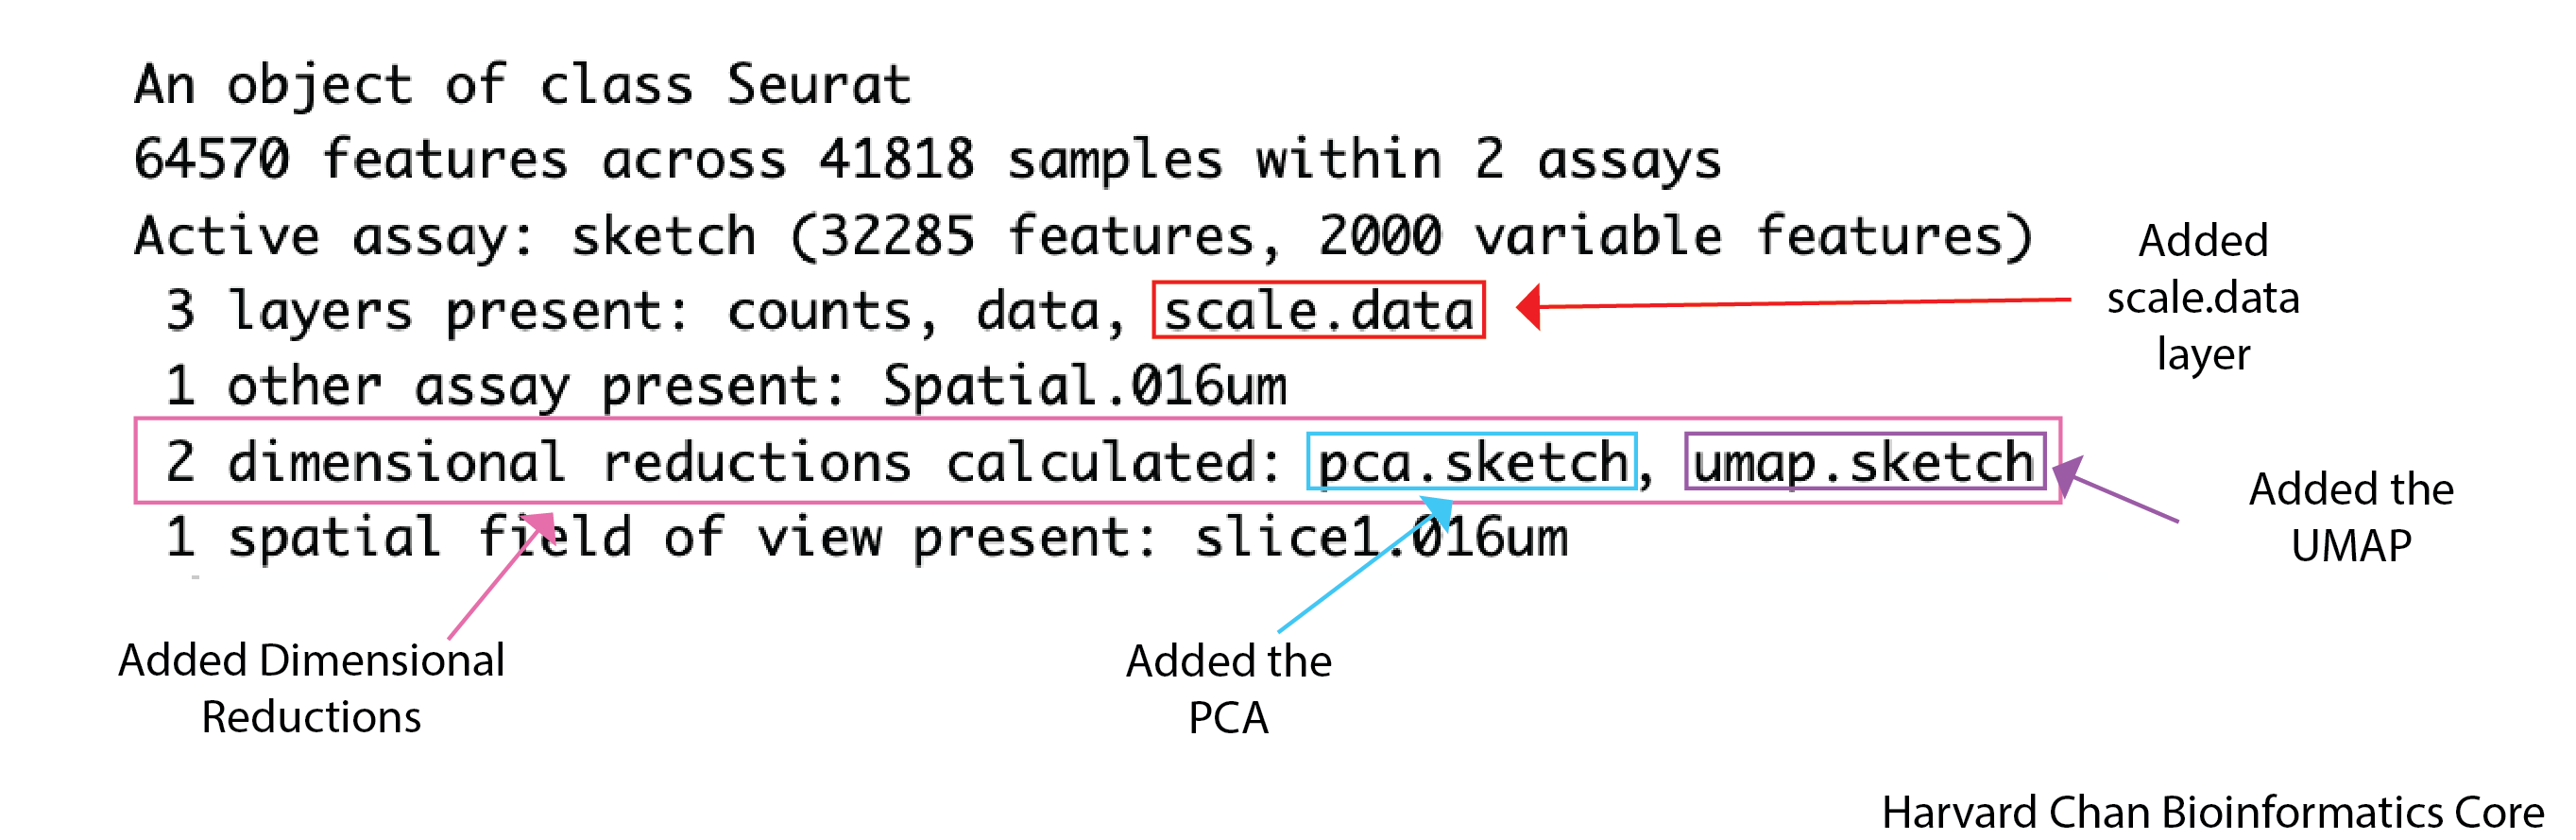 An object of class Seurat
64570 features across 41818 samples within 2 assays
Active assay: sketch (32285 features, 2000 variable features)
3 layers present: counts, data, scale.data
1 other assay present: Spatial.016um
2 dimensional reductions calculated: pca.sketch, umap.sketch
1 spatial field of view present: slice1.016um
Added
scale.data
layer
Added the
UMAP
Added Dimensional
Reductions
Added the
PCA
Harvard Chan Bioinformatics Core